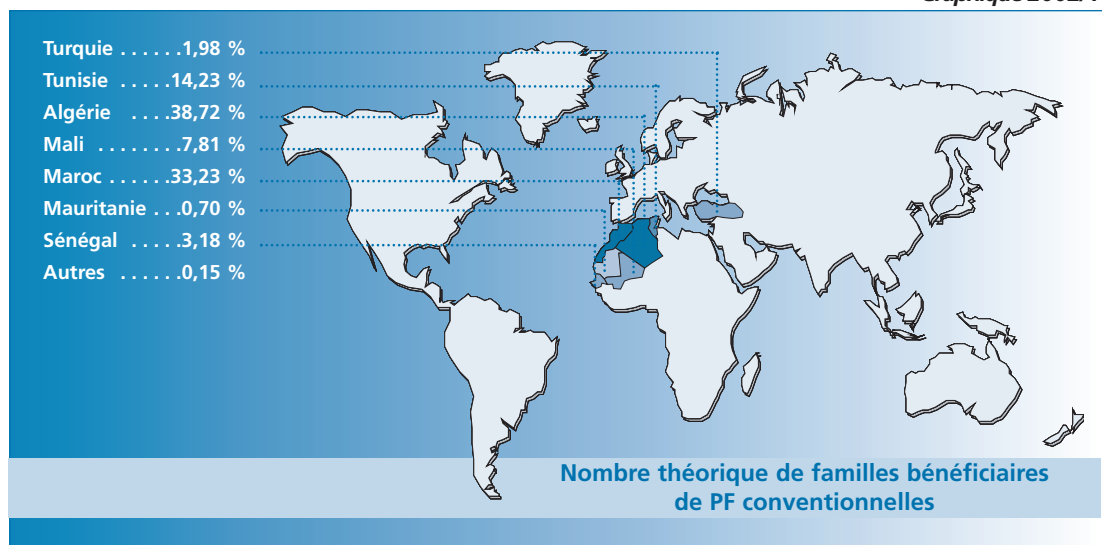 Turquie . . . . . .1,98 %
Tunisie . . . . .14,23 %
Algérie . . . .38,72 %
Mali . . . . . . . .7,81 %
Maroc . . . . . .33,23 %
Mauritanie . . .0,70 %
Sénégal . . . . .3,18 %
Autres . . . . . .0,15 %
Nombre théorique de familles bénéficiaires
de PF conventionnelles